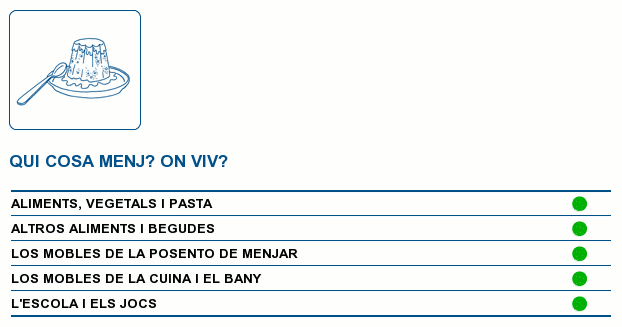 QUI COSA MENJ? ON VIV?
ALIMENTS, VEGETALS I PASTA
ALTROS ALIMENTS I BEGUDES
LOS MOBLES DE LA POSENTO DE MENJAR
LOS MOBLES DE LA CUINA I EL BANY
L'ESCOLA I ELS JOCS